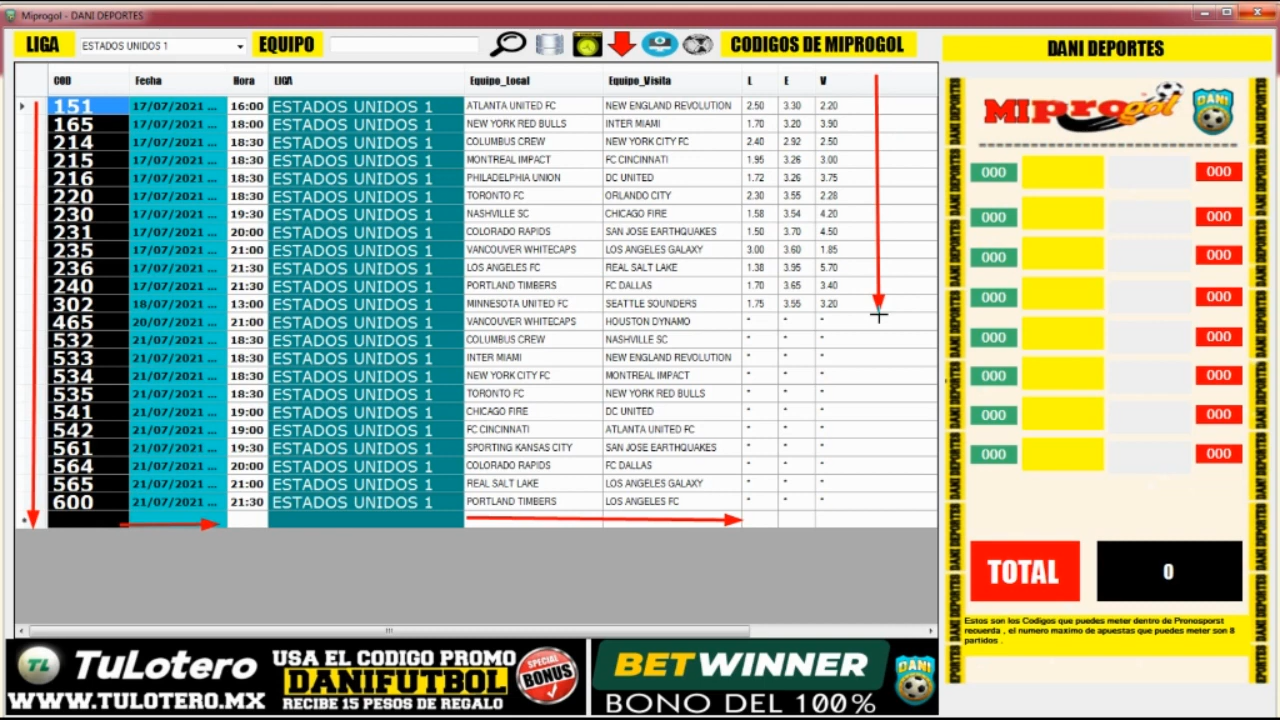 Miprogol - DANI DEPORTES
LIGA ESTADOS UNIDOS 1 EQUIPO CODIGOS DE MIPROGOL
COD Fecha Hora LIGA Equipo_Local Equipo_Visita L E V
151 17/07/2021 ... 16:00 ESTADOS UNIDOS 1 ATLANTA UNITED FC NEW ENGLAND REVOLUTION 2.50 3.30 2.20
165 17/07/2021 ... 18:00 ESTADOS UNIDOS 1 NEW YORK RED BULLS INTER MIAMI 1.70 3.20 3.90
214 17/07/2021 ... 18:30 ESTADOS UNIDOS 1 COLUMBUS CREW NEW YORK CITY FC 2.40 2.92 2.50
215 17/07/2021 ... 18:30 ESTADOS UNIDOS 1 MONTREAL IMPACT FC CINCINNATI 1.95 3.26 3.00
216 17/07/2021 ... 18:30 ESTADOS UNIDOS 1 PHILADELPHIA UNION DC UNITED 1.72 3.26 3.75
220 17/07/2021 ... 18:30 ESTADOS UNIDOS 1 TORONTO FC ORLANDO CITY 2.30 3.55 2.28
230 17/07/2021 ... 19:30 ESTADOS UNIDOS 1 NASHVILLE SC CHICAGO FIRE 1.58 3.54 4.20
231 17/07/2021 ... 20:00 ESTADOS UNIDOS 1 COLORADO RAPIDS SAN JOSE EARTHQUAKES 1.50 3.70 4.50
235 17/07/2021 ... 21:00 ESTADOS UNIDOS 1 VANCOUVER WHITECAPS LOS ANGELES GALAXY 3.00 3.60 1.85
236 17/07/2021 ... 21:30 ESTADOS UNIDOS 1 LOS ANGELES FC REAL SALT LAKE 1.38 3.95 5.70
240 17/07/2021 ... 21:30 ESTADOS UNIDOS 1 PORTLAND TIMBERS FC DALLAS 1.70 3.65 3.40
302 18/07/2021 ... 13:00 ESTADOS UNIDOS 1 MINNESOTA UNITED FC SEATTLE SOUNDERS 1.75 3.55 3.20
465 20/07/2021 ... 21:00 ESTADOS UNIDOS 1 VANCOUVER WHITECAPS HOUSTON DYNAMO * * *
532 21/07/2021 ... 18:30 ESTADOS UNIDOS 1 COLUMBUS CREW NASHVILLE SC * * *
533 21/07/2021 ... 18:30 ESTADOS UNIDOS 1 INTER MIAMI NEW ENGLAND REVOLUTION * * *
534 21/07/2021 ... 18:30 ESTADOS UNIDOS 1 NEW YORK CITY FC MONTREAL IMPACT * * *
535 21/07/2021 ... 18:30 ESTADOS UNIDOS 1 TORONTO FC NEW YORK RED BULLS * * *
541 21/07/2021 ... 19:00 ESTADOS UNIDOS 1 CHICAGO FIRE DC UNITED * * *
542 21/07/2021 ... 19:00 ESTADOS UNIDOS 1 FC CINCINNATI ATLANTA UNITED FC * * *
561 21/07/2021 ... 19:30 ESTADOS UNIDOS 1 SPORTING KANSAS CITY SAN JOSE EARTHQUAKES * * *
564 21/07/2021 ... 20:00 ESTADOS UNIDOS 1 COLORADO RAPIDS FC DALLAS * * *
565 21/07/2021 ... 21:00 ESTADOS UNIDOS 1 REAL SALT LAKE LOS ANGELES GALAXY * * *
600 21/07/2021 ... 21:30 ESTADOS UNIDOS 1 PORTLAND TIMBERS LOS ANGELES FC * * *
DANI DEPORTES
MIprogol DANI
000 000
000 000
000 000
000 000
000 000
000 000
000 000
000 000
TOTAL 0
Estos son los Codigos que puedes meter dentro de Pronosporst
recuerda , el numero maximo de apuestas que puedes meter son 8
partidos .
DANI DEPORTES DANI DEPORTES DANI DEPORTES DANI DEPORTES
DANI DEPORTES DANI DEPORTES DANI DEPORTES DANI DEPORTES
TL TuLotero
WWW.TULOTERO.MX
USA EL CODIGO PROMO
DANIFUTBOL
RECIBE 15 PESOS DE REGALO
SPECIAL BONUS
BETWINNER
BONO DEL 100%
DANI